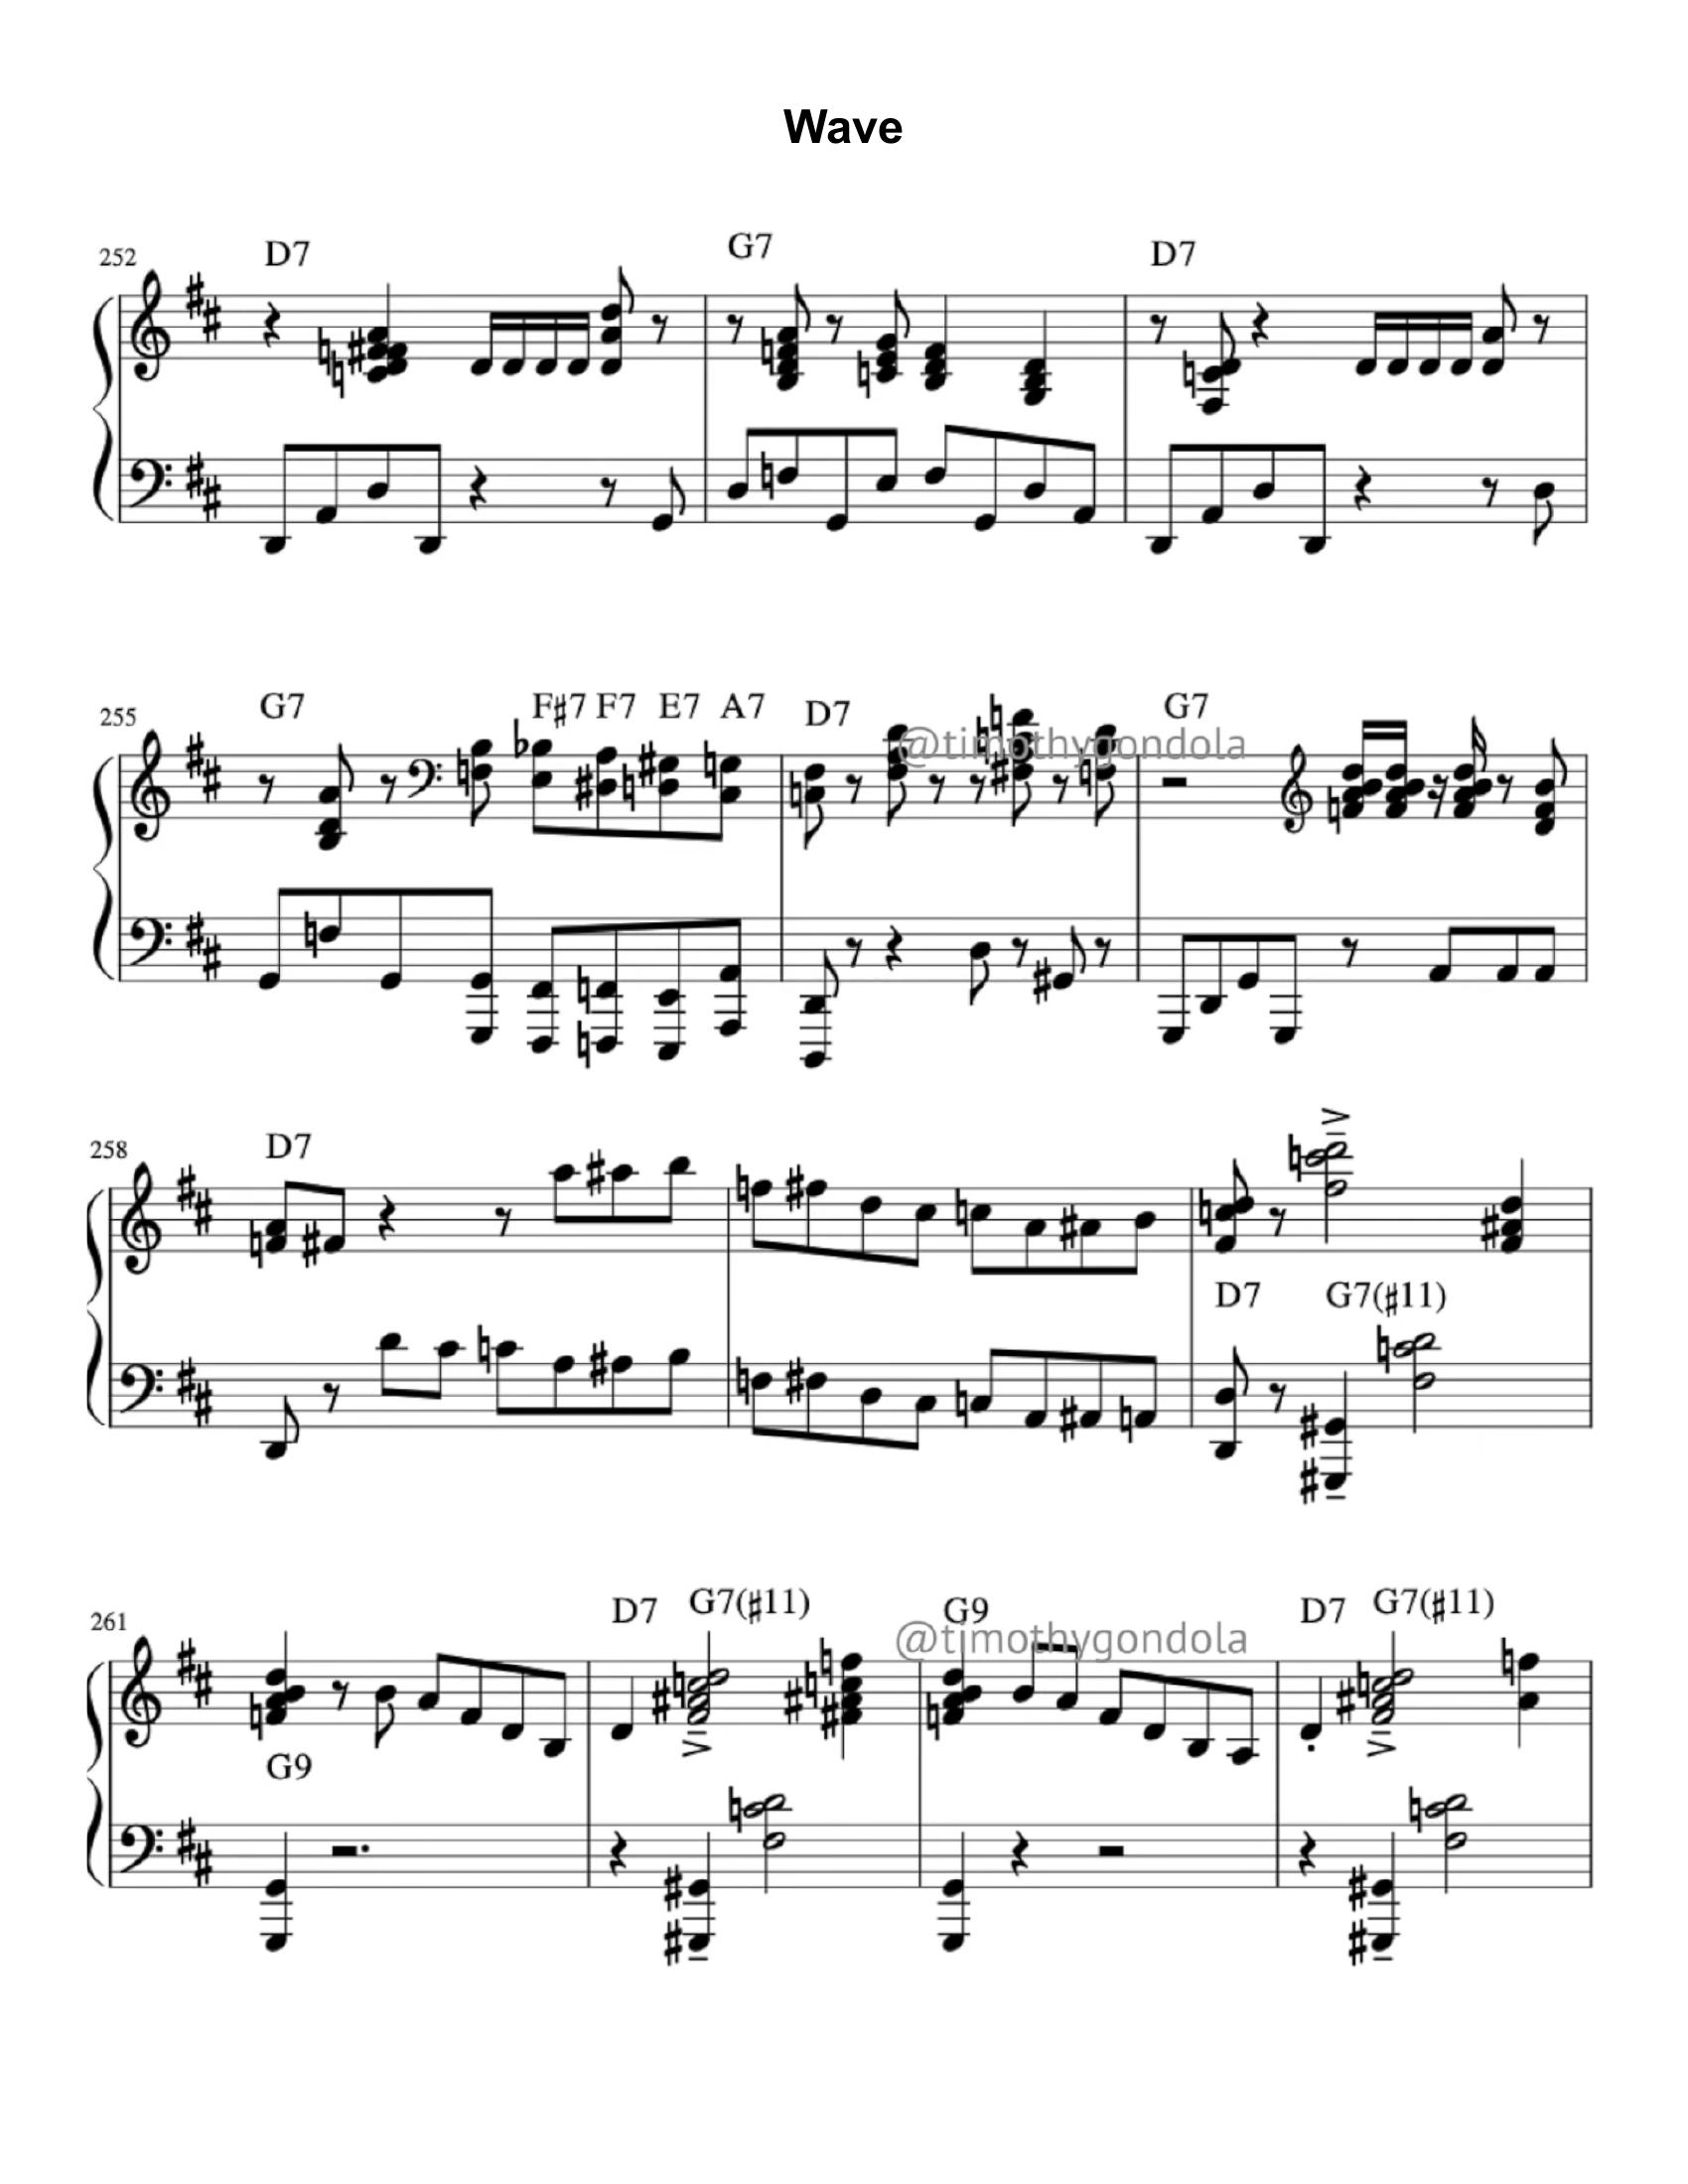 Wave
252 D7 G7 D7
255 G7 F♯7 F7 E7 A7 D7 G7
@timothygondola
258 D7
D7 G7(♯11)
261 D7 G7(♯11) G9 D7 G7(♯11)
@timothygondola
G9